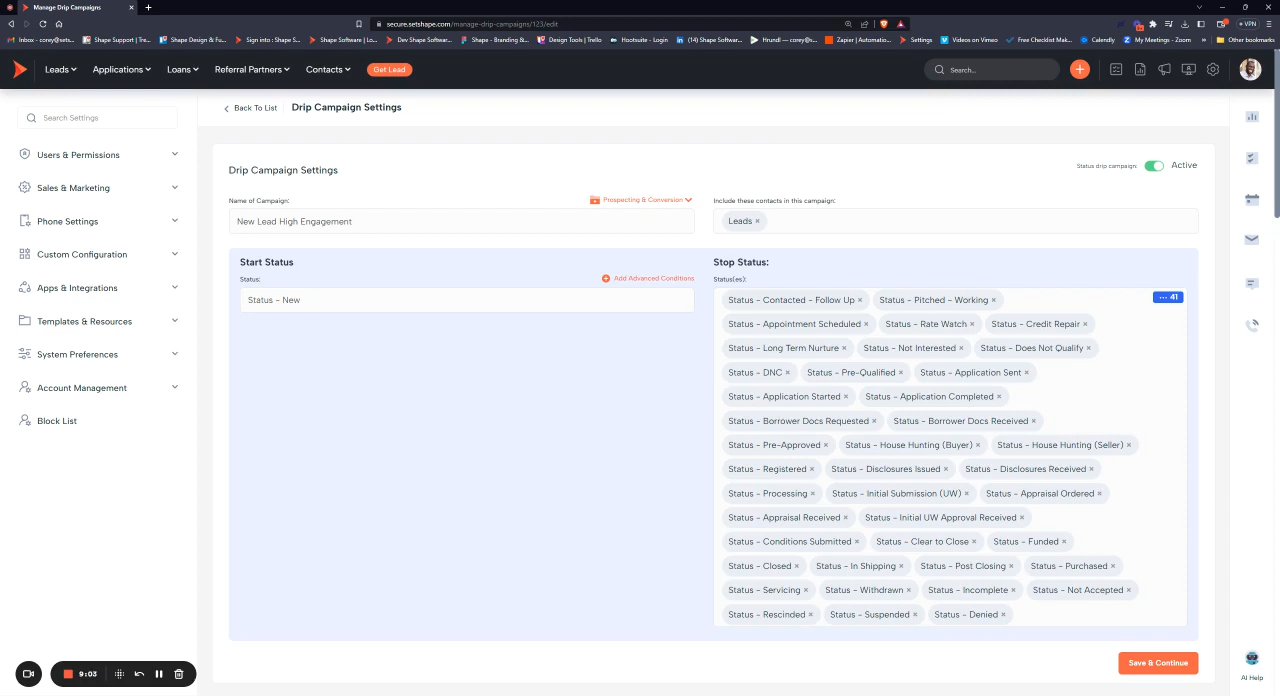 Manage Drip Campaigns
secure.setshape.com/manage-drip-campaigns/123/edit
VPN
Inbox - corey@sets... Shape Support | Tre... Shape Design & Fu... Sign into : Shape S... Shape Software | Lo... Dev Shape Softwar... Shape - Branding &... Design Tools | Trello Hootsuite - Login (14) Shape Softwar... Hrundl — corey@s... Zapier | Automatio... Settings Videos on Vimeo Free Checklist Mak... Calendly My Meetings - Zoom » Other bookmarks
Leads Applications Loans Referral Partners Contacts Get Lead Search...
Search Settings
Users & Permissions
Sales & Marketing
Phone Settings
Custom Configuration
Apps & Integrations
Templates & Resources
System Preferences
Account Management
Block List
Back To List Drip Campaign Settings
Drip Campaign Settings
Status drip campaign: Active
Name of Campaign: Prospecting & Conversion
New Lead High Engagement
Include these contacts in this campaign:
Leads ×
Start Status
Status: Add Advanced Conditions
Status - New
Stop Status:
Status(es):
··· 41
Status - Contacted - Follow Up × Status - Pitched - Working ×
Status - Appointment Scheduled × Status - Rate Watch × Status - Credit Repair ×
Status - Long Term Nurture × Status - Not Interested × Status - Does Not Qualify ×
Status - DNC × Status - Pre-Qualified × Status - Application Sent ×
Status - Application Started × Status - Application Completed ×
Status - Borrower Docs Requested × Status - Borrower Docs Received ×
Status - Pre-Approved × Status - House Hunting (Buyer) × Status - House Hunting (Seller) ×
Status - Registered × Status - Disclosures Issued × Status - Disclosures Received ×
Status - Processing × Status - Initial Submission (UW) × Status - Appraisal Ordered ×
Status - Appraisal Received × Status - Initial UW Approval Received ×
Status - Conditions Submitted × Status - Clear to Close × Status - Funded ×
Status - Closed × Status - In Shipping × Status - Post Closing × Status - Purchased ×
Status - Servicing × Status - Withdrawn × Status - Incomplete × Status - Not Accepted ×
Status - Rescinded × Status - Suspended × Status - Denied ×
Save & Continue
9:03
AI Help